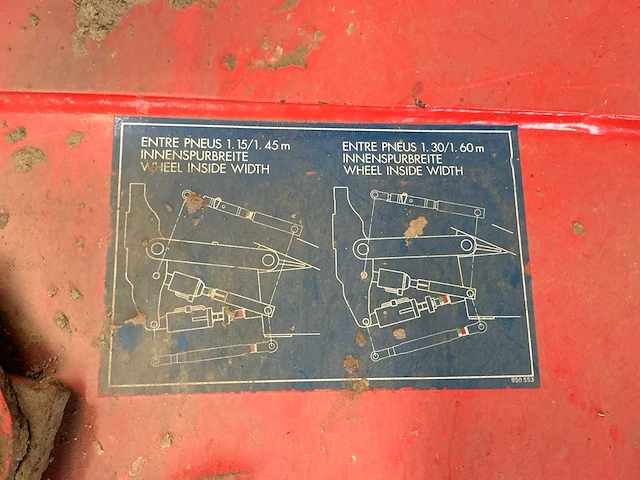 ENTRE PNEUS 1.15/1.45 m
INNENSPURBREITE
WHEEL INSIDE WIDTH
ENTRE PNEUS 1.30/1.60 m
INNENSPURBREITE
WHEEL INSIDE WIDTH
950 553